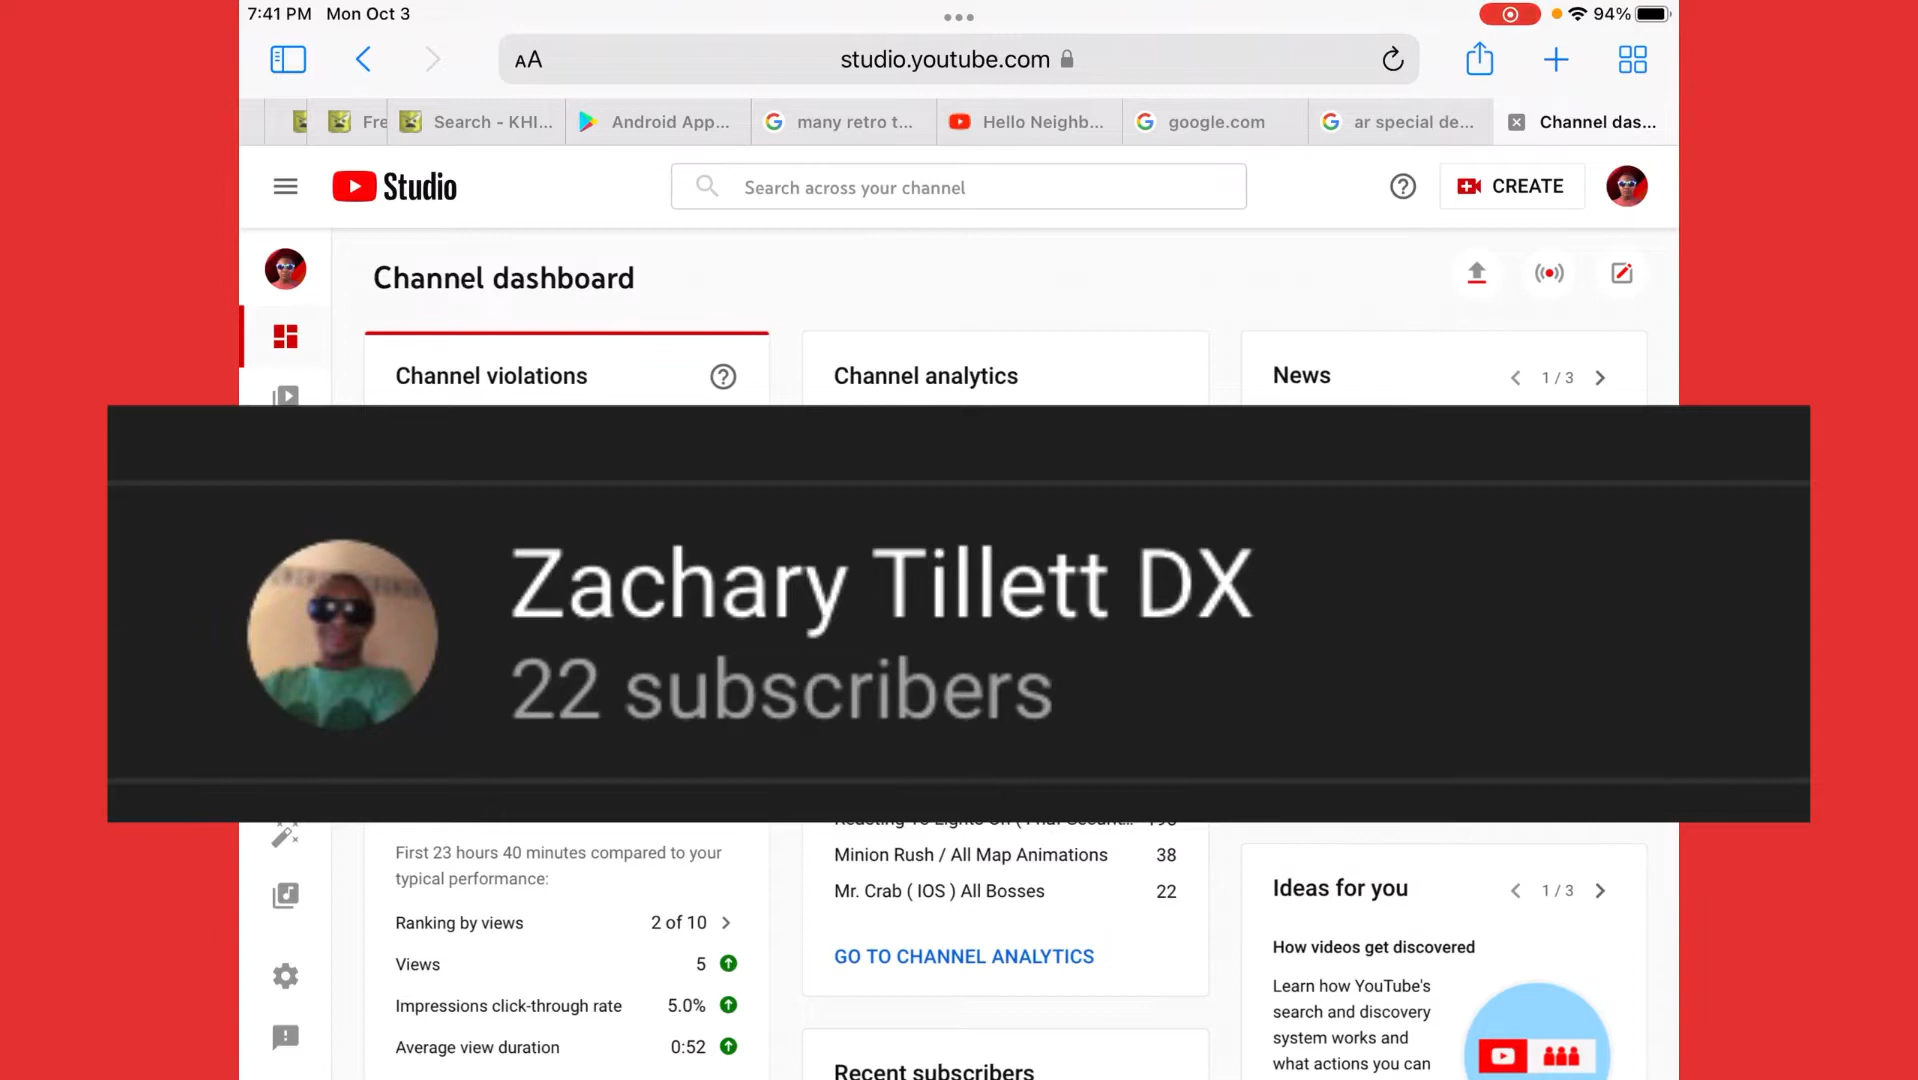 7:41 PM Mon Oct 3
94%
AA
studio.youtube.com
Fre
Search - KHI...
Android App...
many retro t...
Hello Neighb...
google.com
ar special de...
Channel das...
Studio
Search across your channel
CREATE
Channel dashboard
Channel violations
Channel analytics
News
1 / 3
Zachary Tillett DX
22 subscribers
First 23 hours 40 minutes compared to your
typical performance:
Ranking by views 2 of 10
Views 5
Impressions click-through rate 5.0%
Average view duration 0:52
Minion Rush / All Map Animations 38
Mr. Crab ( IOS ) All Bosses 22
GO TO CHANNEL ANALYTICS
Recent subscribers
Ideas for you
1 / 3
How videos get discovered
Learn how YouTube's
search and discovery
system works and
what actions you can